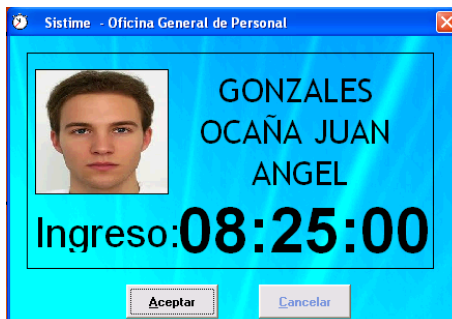 Sistime - Oficina General de Personal
GONZALES
OCAÑA JUAN
ANGEL
Ingreso:08:25:00
Aceptar
Cancelar